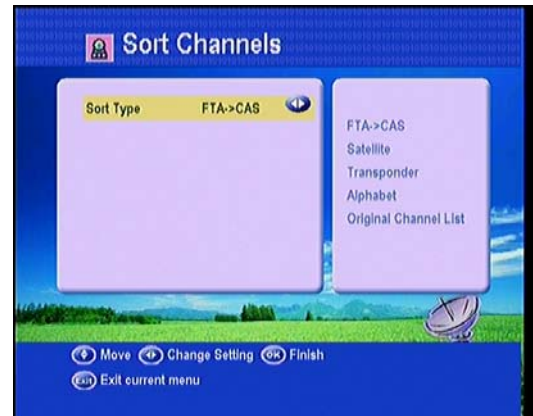 Sort Channels
Sort Type FTA->CAS
FTA->CAS
Satellite
Transponder
Alphabet
Original Channel List
Move Change Setting OK Finish
EXIT Exit current menu